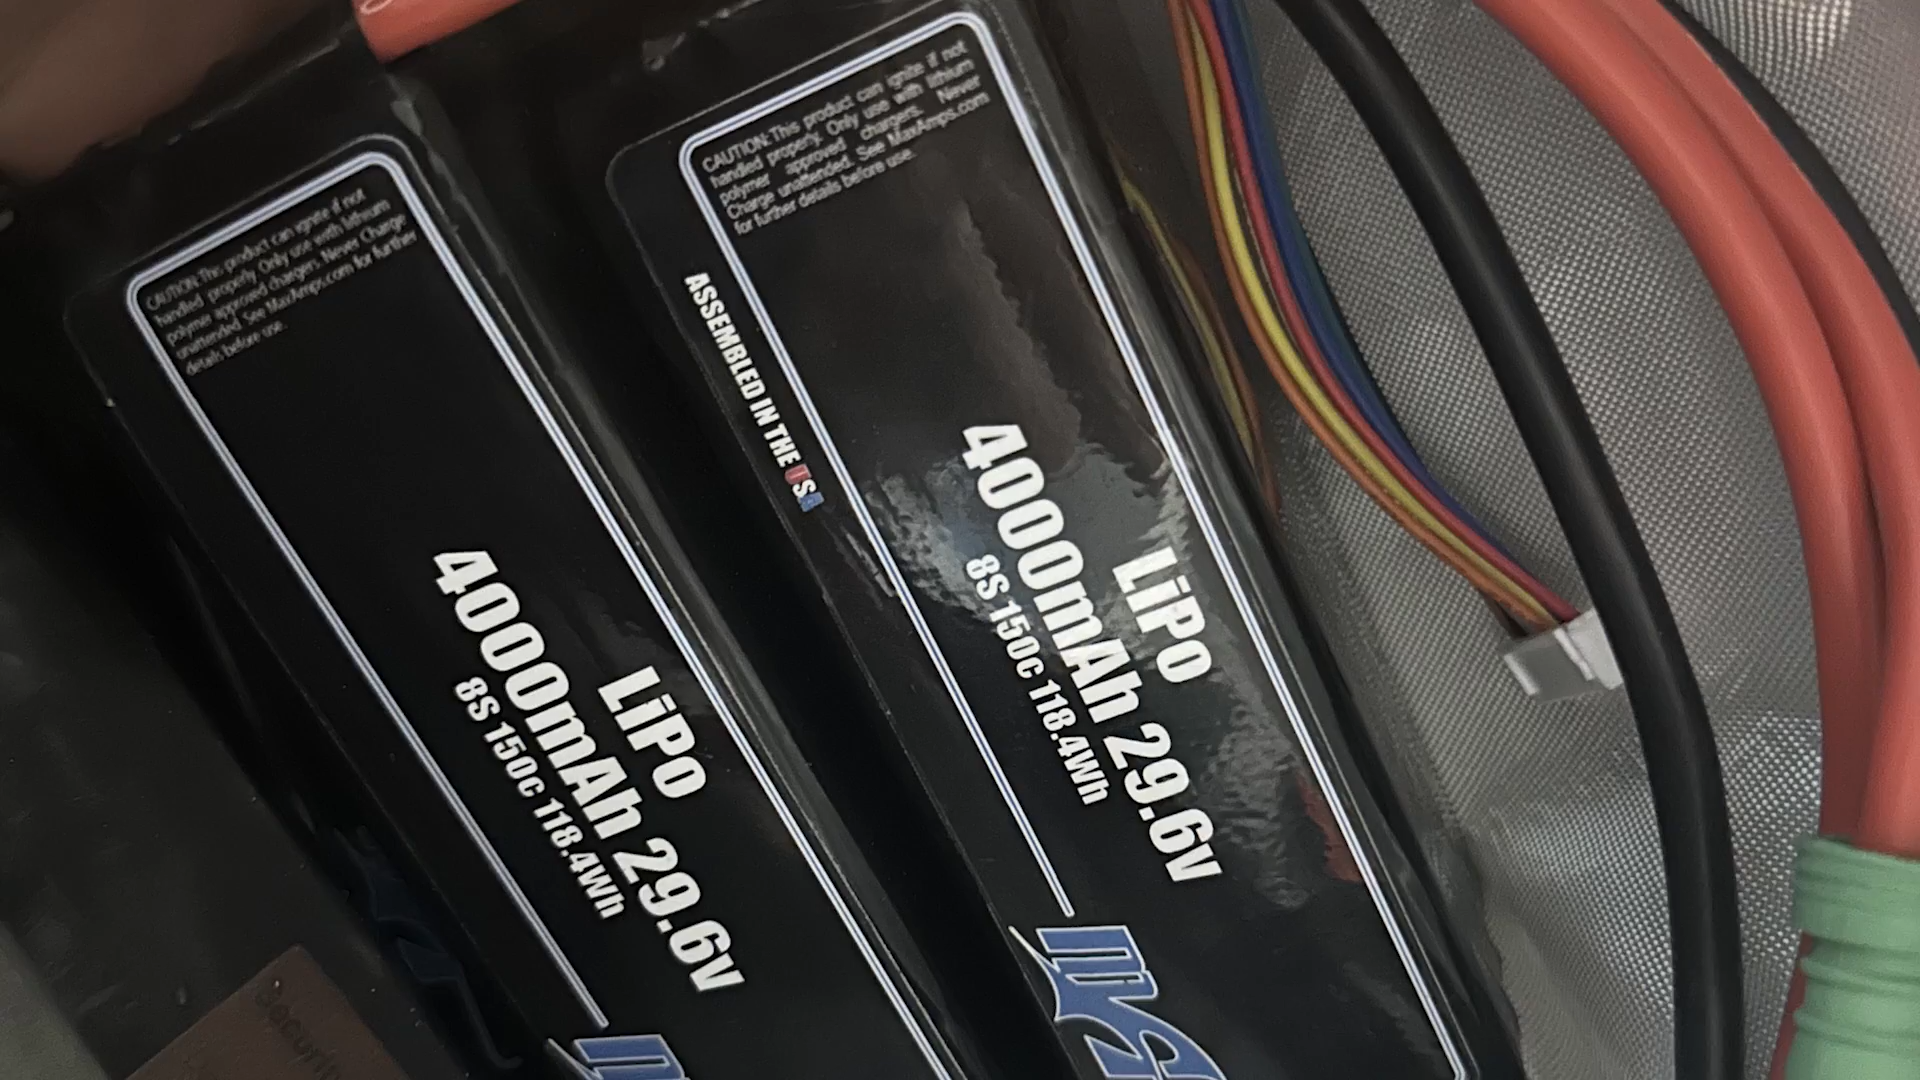 CAUTION: This product can ignite if not
handled properly. Only use with lithium
polymer approved chargers. Never Charge
unattended. See MaxAmps.com for further
details before use.
LiPo
4000mAh 29.6v
8S 150c 118.4Wh
CAUTION: This product can ignite if not
handled properly. Only use with lithium
polymer approved chargers. Never
Charge unattended. See MaxAmps.com
for further details before use.
ASSEMBLED IN THE USA
LiPo
4000mAh 29.6v
8S 150c 118.4Wh